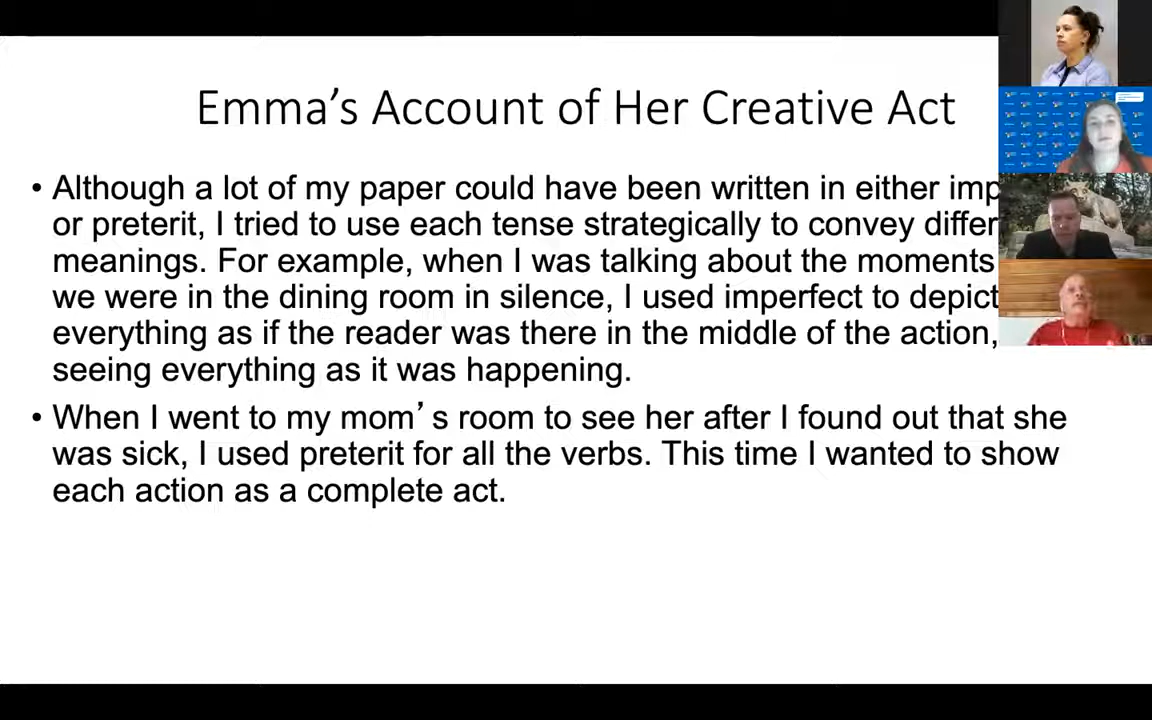 Emma’s Account of Her Creative Act
• Although a lot of my paper could have been written in either
or preterit, I tried to use each tense strategically to convey
meanings. For example, when I was talking about the moments
we were in the dining room in silence, I used imperfect to depict
everything as if the reader was there in the middle of the action,
seeing everything as it was happening.
• When I went to my mom’s room to see her after I found out that she
was sick, I used preterit for all the verbs. This time I wanted to show
each action as a complete act.